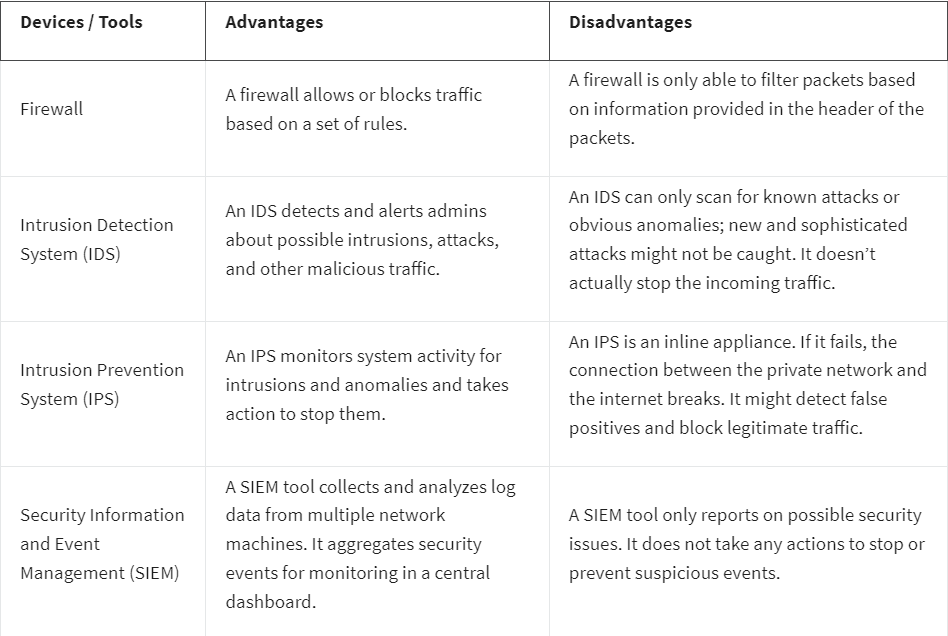 Devices / Tools
Advantages
Disadvantages
Firewall
A firewall allows or blocks traffic
based on a set of rules.
A firewall is only able to filter packets based
on information provided in the header of the
packets.
Intrusion Detection
System (IDS)
An IDS detects and alerts admins
about possible intrusions, attacks,
and other malicious traffic.
An IDS can only scan for known attacks or
obvious anomalies; new and sophisticated
attacks might not be caught. It doesn’t
actually stop the incoming traffic.
Intrusion Prevention
System (IPS)
An IPS monitors system activity for
intrusions and anomalies and takes
action to stop them.
An IPS is an inline appliance. If it fails, the
connection between the private network and
the internet breaks. It might detect false
positives and block legitimate traffic.
Security Information
and Event
Management (SIEM)
A SIEM tool collects and analyzes log
data from multiple network
machines. It aggregates security
events for monitoring in a central
dashboard.
A SIEM tool only reports on possible security
issues. It does not take any actions to stop or
prevent suspicious events.